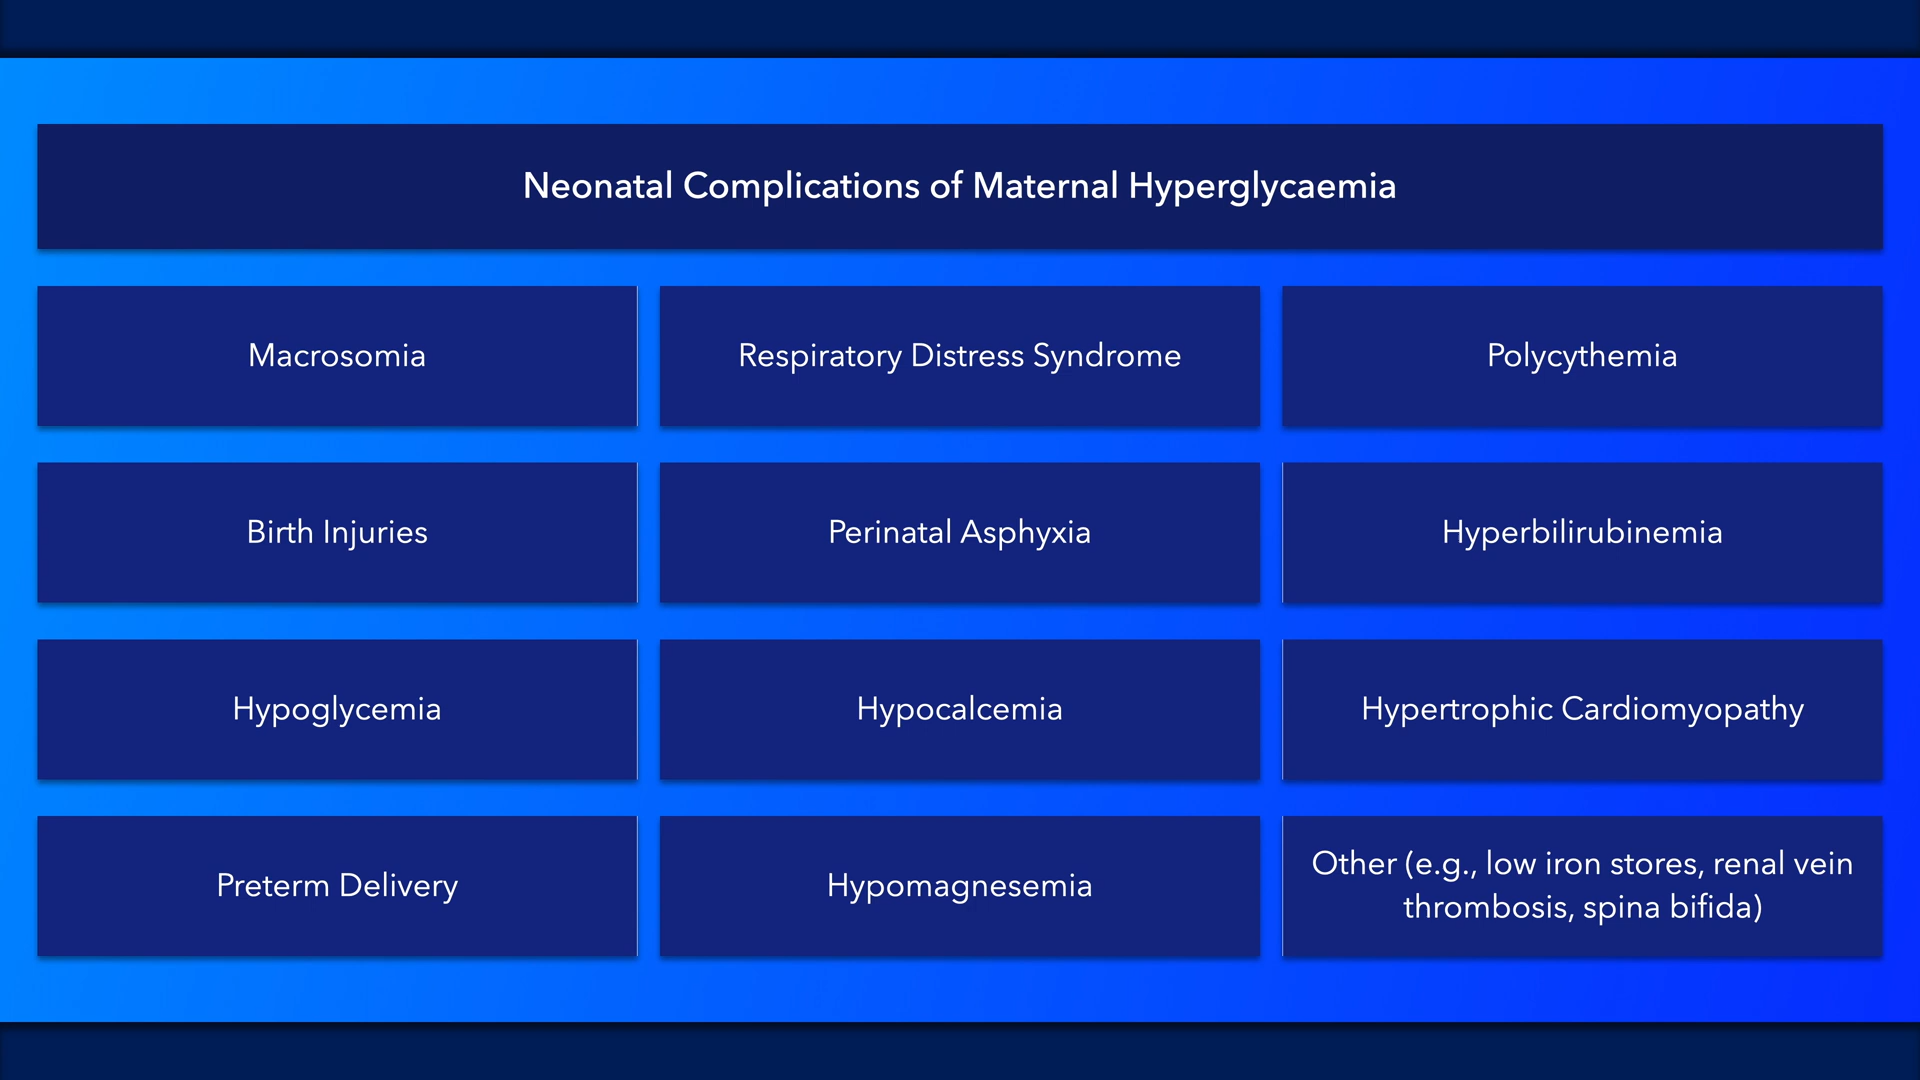 Neonatal Complications of Maternal Hyperglycaemia
Macrosomia
Respiratory Distress Syndrome
Polycythemia
Birth Injuries
Perinatal Asphyxia
Hyperbilirubinemia
Hypoglycemia
Hypocalcemia
Hypertrophic Cardiomyopathy
Preterm Delivery
Hypomagnesemia
Other (e.g., low iron stores, renal vein
thrombosis, spina bifida)